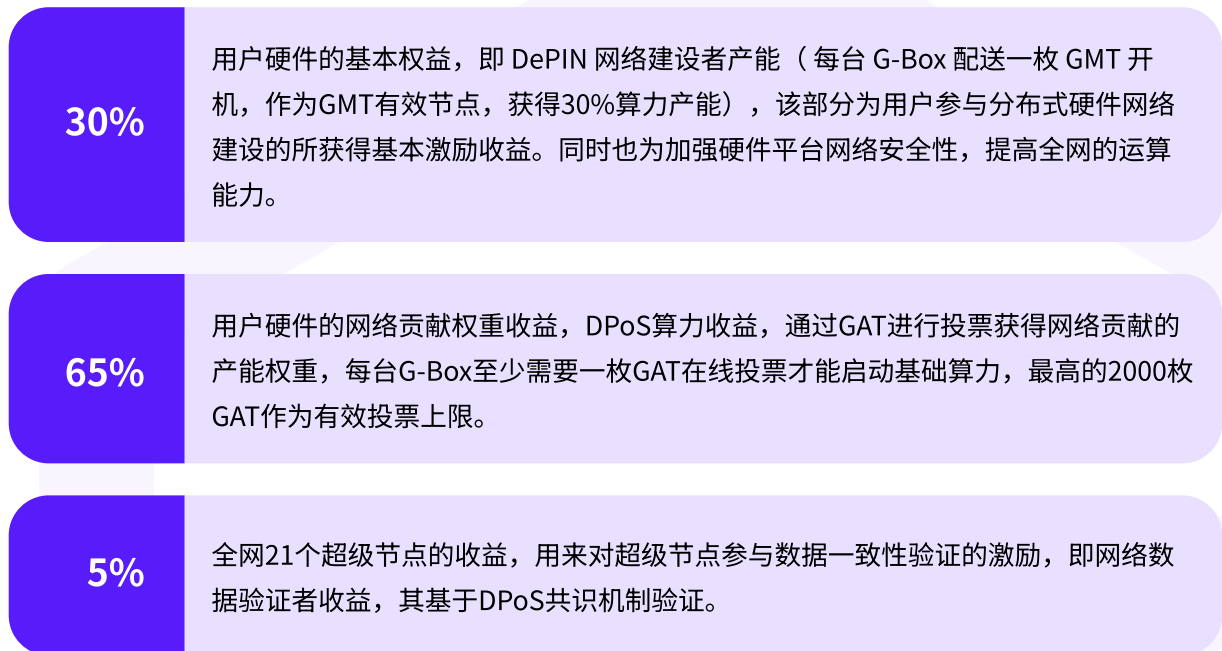 30%
用户硬件的基本权益，即 DePIN 网络建设者产能（ 每台 G-Box 配送一枚 GMT 开
机，作为GMT有效节点，获得30%算力产能），该部分为用户参与分布式硬件网络
建设的所获得基本激励收益。同时也为加强硬件平台网络安全性，提高全网的运算
能力。
65%
用户硬件的网络贡献权重收益，DPoS算力收益，通过GAT进行投票获得网络贡献的
产能权重，每台G-Box至少需要一枚GAT在线投票才能启动基础算力，最高的2000枚
GAT作为有效投票上限。
5%
全网21个超级节点的收益，用来对超级节点参与数据一致性验证的激励，即网络数
据验证者收益，其基于DPoS共识机制验证。